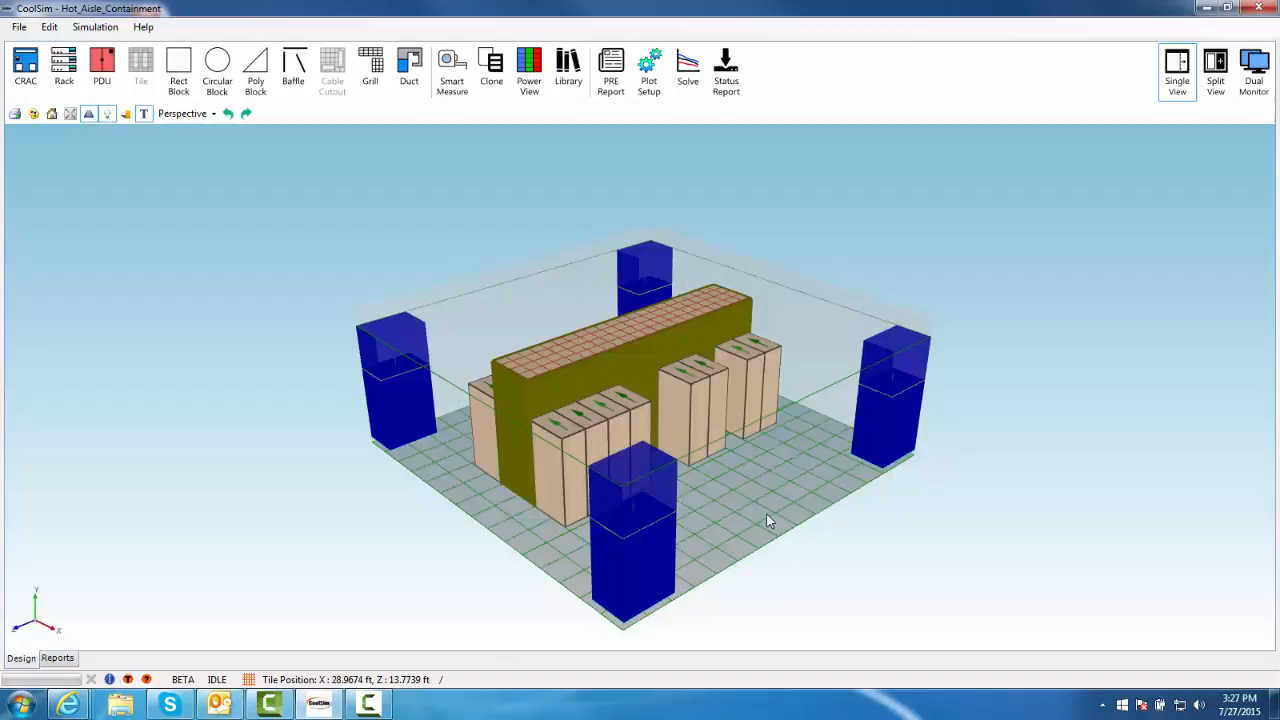 CoolSim - Hot_Aisle_Containment
File Edit Simulation Help
CRAC Rack PDU Tile Rect Block Circular Block Poly Block Baffle Cable Cutout Grill Duct Smart Measure Clone Power View Library PRE Report Plot Setup Solve Status Report Single View Split View Dual Monitor
T Perspective
Y
Z X
Design Reports
BETA IDLE Tile Position: X : 28.9674 ft, Z : 13.7739 ft /
CoolSim
3:27 PM
7/27/2015